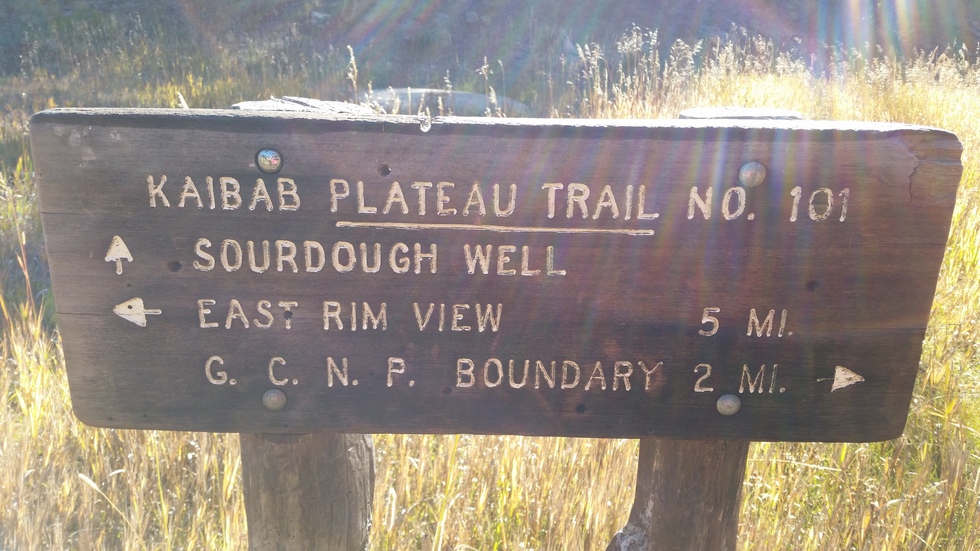 KAIBAB PLATEAU TRAIL NO. 101
SOURDOUGH WELL
EAST RIM VIEW 5 MI.
G. C. N. P. BOUNDARY 2 MI.